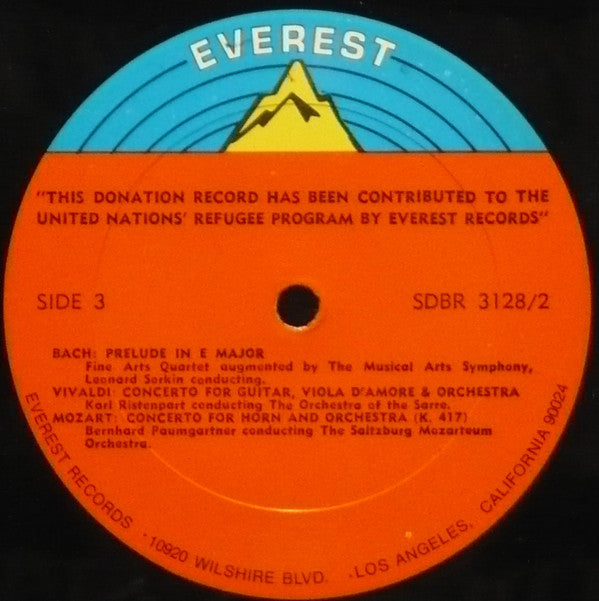 EVEREST
"THIS DONATION RECORD HAS BEEN CONTRIBUTED TO THE
UNITED NATIONS' REFUGEE PROGRAM BY EVEREST RECORDS"
SIDE 3
SDBR 3128/2
BACH: PRELUDE IN E MAJOR
Fine Arts Quartet augmented by The Musical Arts Symphony,
Leonard Sorkin conducting.
VIVALDI: CONCERTO FOR GUITAR, VIOLA D'AMORE & ORCHESTRA
Karl Ristenpart conducting The Orchestra of the Sarre.
MOZART: CONCERTO FOR HORN AND ORCHESTRA (K. 417)
Bernhard Paumgartner conducting The Saltzburg Mozarteum
Orchestra.
EVEREST RECORDS · 10920 WILSHIRE BLVD. · LOS ANGELES, CALIFORNIA 90024